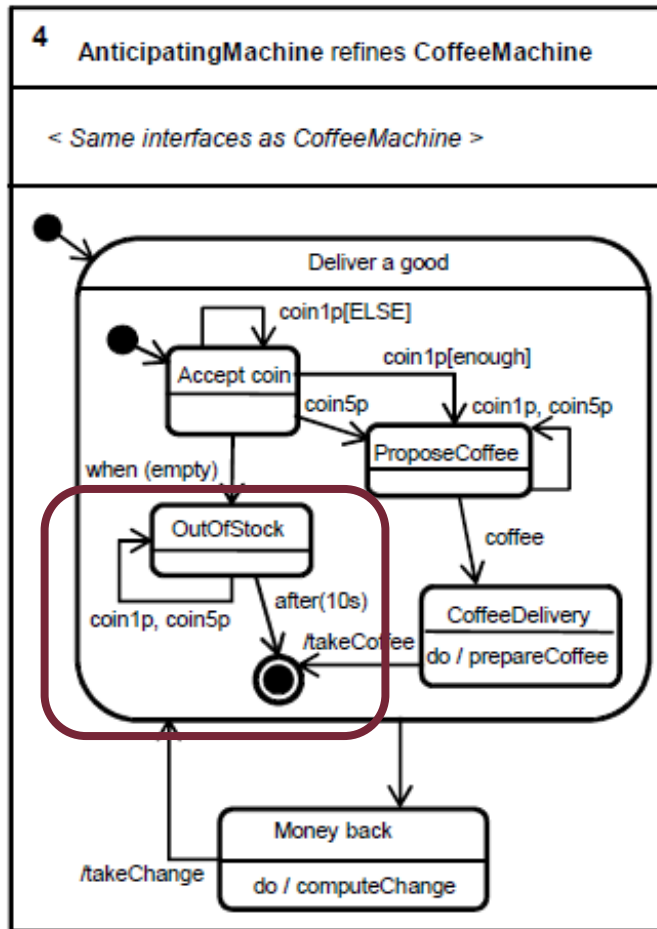 4
AnticipatingMachine refines CoffeeMachine
< Same interfaces as CoffeeMachine >
Deliver a good
coin1p[ELSE]
Accept coin
coin1p[enough]
coin5p
coin1p, coin5p
ProposeCoffee
when (empty)
OutOfStock
coffee
coin1p, coin5p
after(10s)
CoffeeDelivery
/takeCoffee
do / prepareCoffee
Money back
/takeChange
do / computeChange